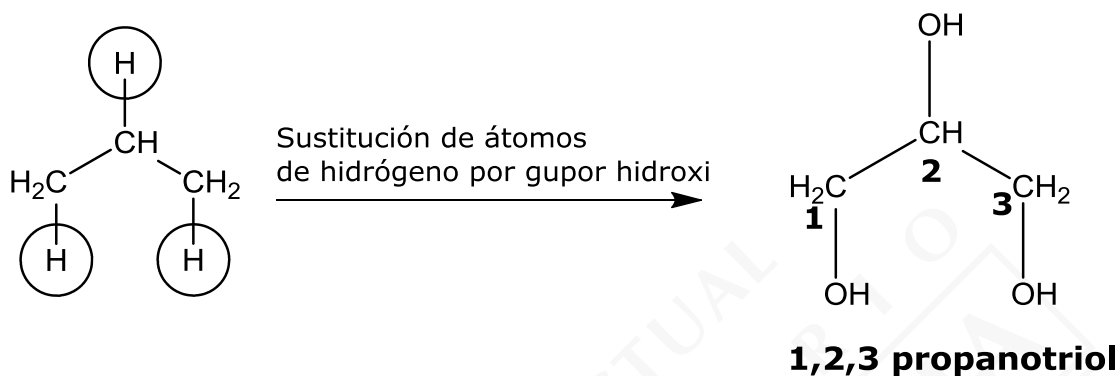 OH
H
Sustitución de átomos
de hidrógeno por gupor hidroxi
CH
CH
2
H₂C
CH₂
H₂C
CH₂
1
3
H
H
OH
OH
1,2,3 propanotriol